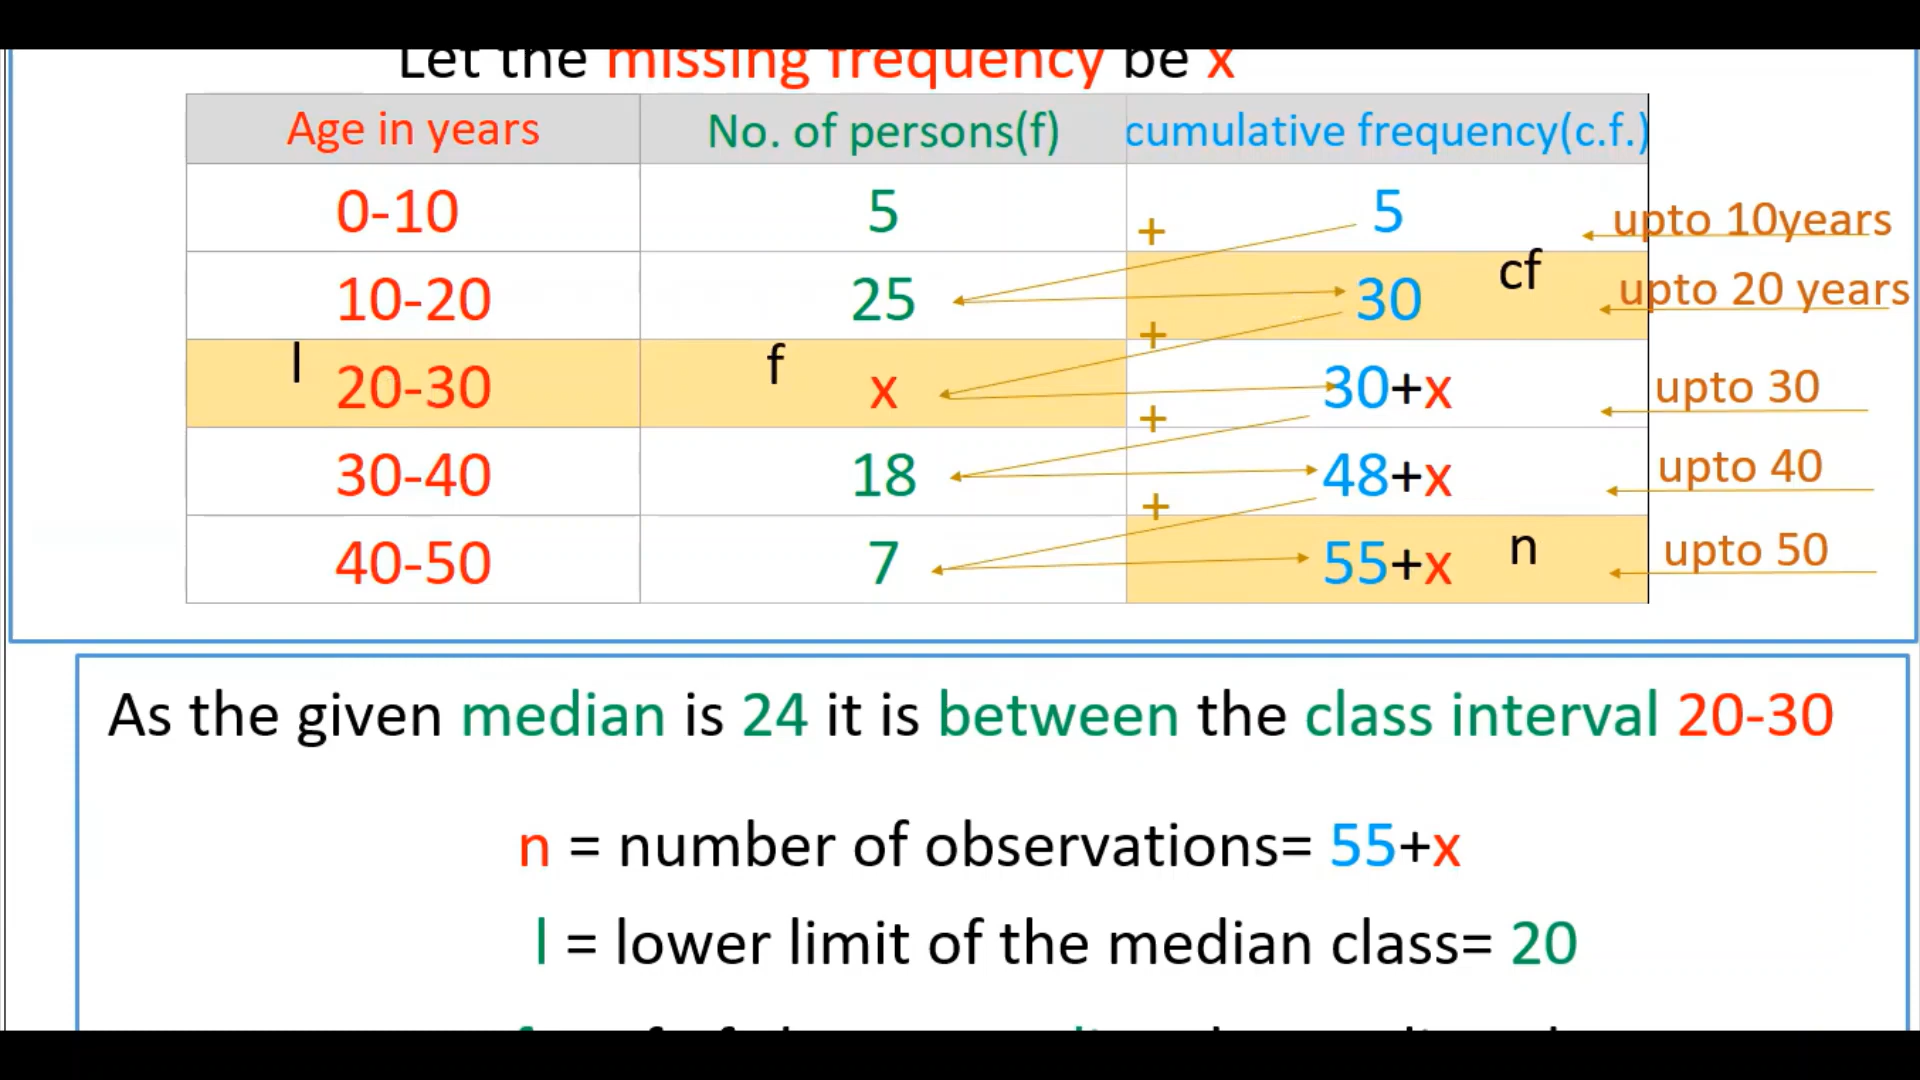 Let the missing frequency be x
Age in years No. of persons(f) cumulative frequency(c.f.)
0-10 5 + 5 upto 10years
10-20 25 30 cf upto 20 years
l 20-30 f x + 30+x upto 30
30-40 18 + 48+x upto 40
40-50 7 + 55+x n upto 50
As the given median is 24 it is between the class interval 20-30
n = number of observations= 55+x
l = lower limit of the median class= 20